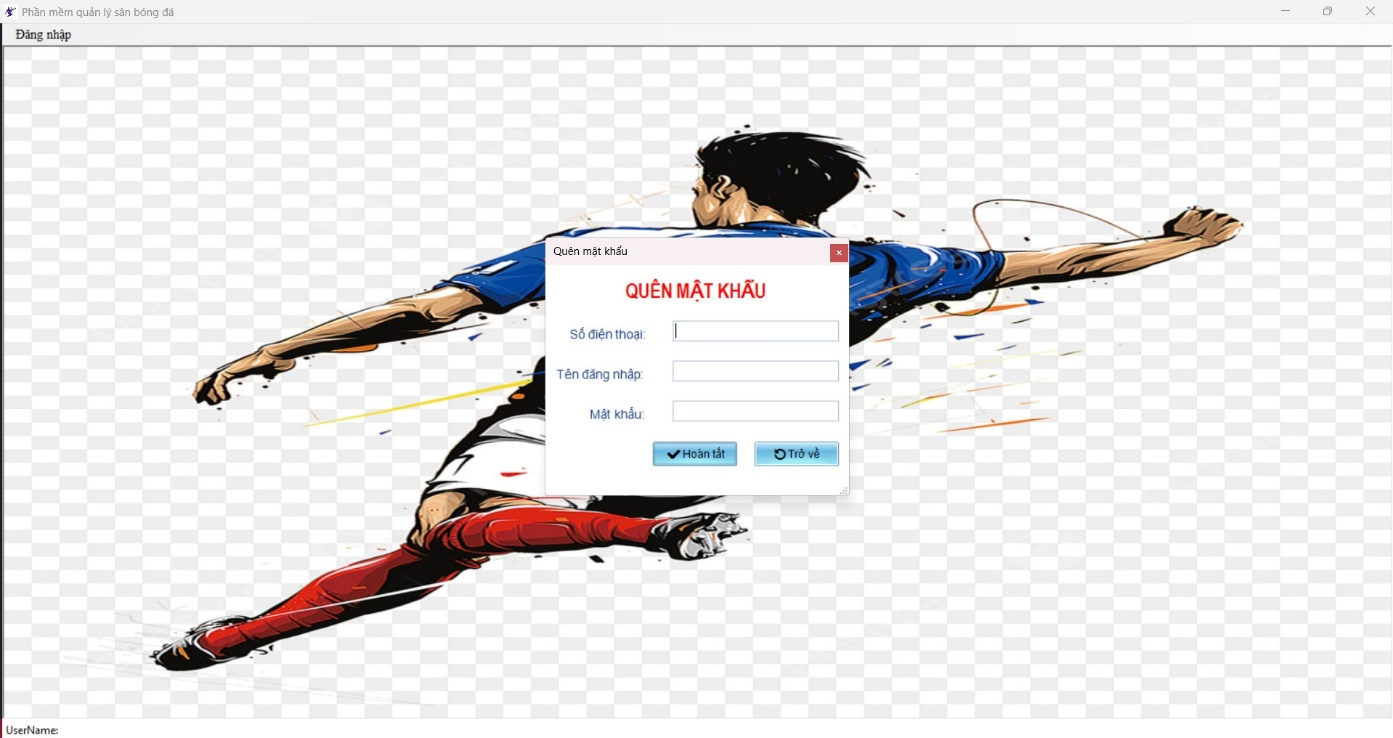 Phần mềm quản lý sân bóng đá
Đăng nhập
Quên mật khẩu
QUÊN MẬT KHẨU
Số điện thoại:
Tên đăng nhập:
Mật khẩu:
Hoàn tất
Trở về
UserName: